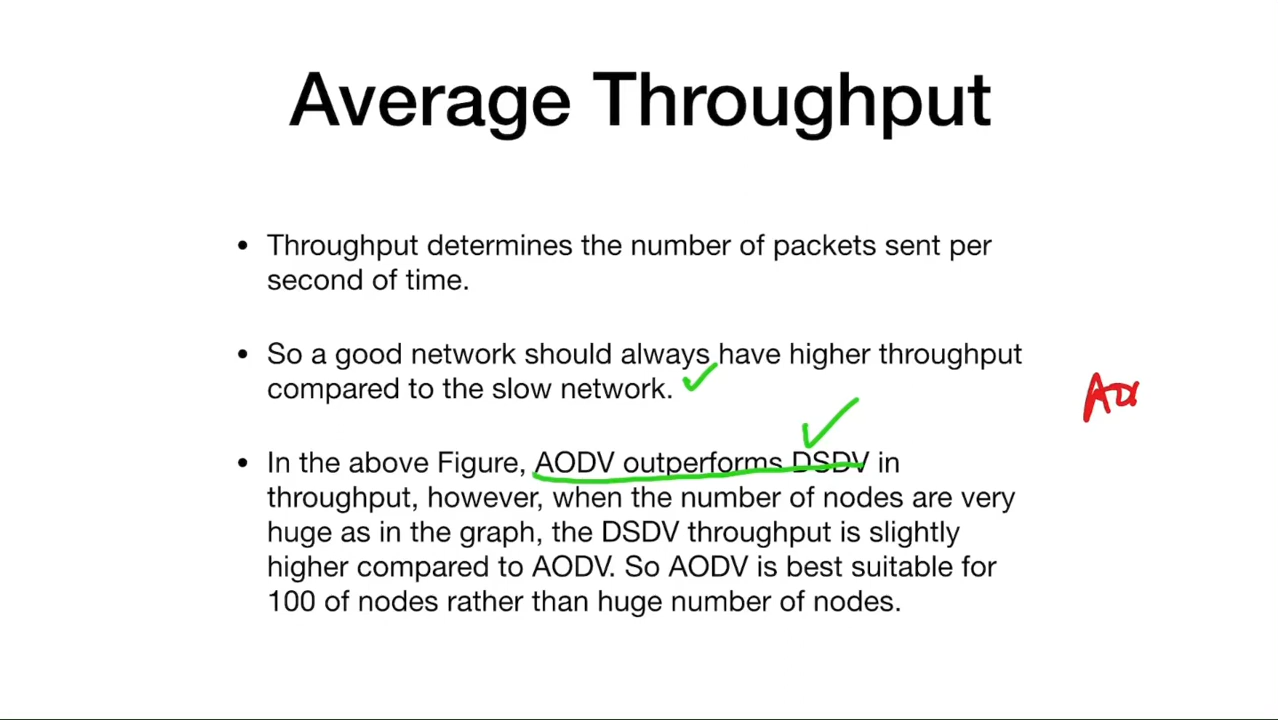 Average Throughput
• Throughput determines the number of packets sent per
second of time.
• So a good network should always have higher throughput
compared to the slow network.
• In the above Figure, AODV outperforms DSDV in
throughput, however, when the number of nodes are very
huge as in the graph, the DSDV throughput is slightly
higher compared to AODV. So AODV is best suitable for
100 of nodes rather than huge number of nodes.